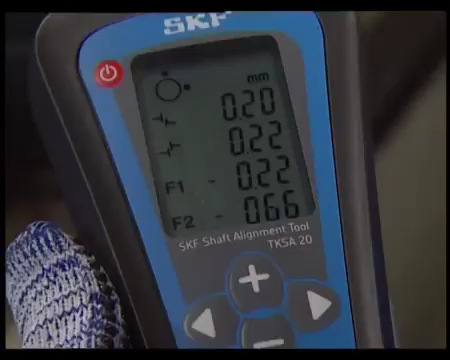 SKF
mm
0.20
0.22
F1 - 0.22
F2 - 0.66
SKF Shaft Alignment Tool
TKSA 20
+
-